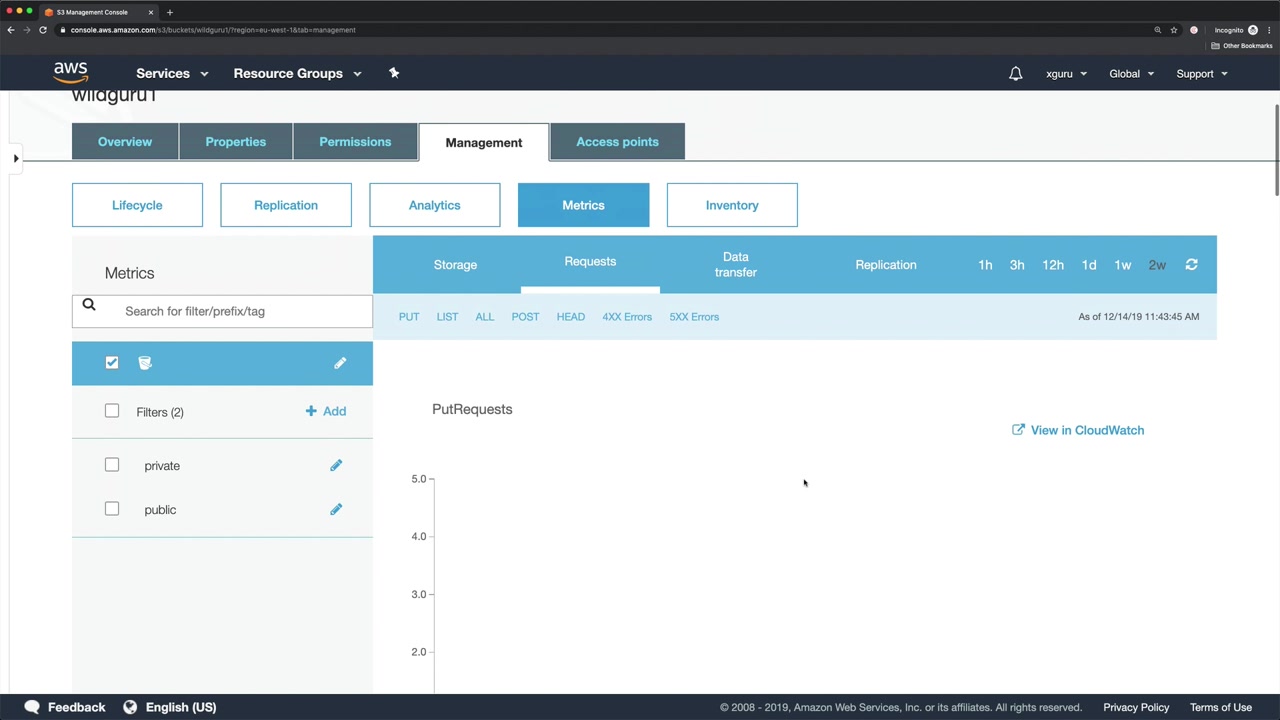 S3 Management Console
console.aws.amazon.com/s3/buckets/wildguru1/?region=eu-west-1&tab=management
Incognito
Other Bookmarks
aws
Services
Resource Groups
xguru
Global
Support
wildguru1
Overview
Properties
Permissions
Management
Access points
Lifecycle
Replication
Analytics
Metrics
Inventory
Metrics
Storage
Requests
Data
transfer
Replication
1h 3h 12h 1d 1w 2w
Search for filter/prefix/tag
PUT LIST ALL POST HEAD 4XX Errors 5XX Errors
As of 12/14/19 11:43:45 AM
Filters (2)
Add
private
public
PutRequests
View in CloudWatch
5.0
4.0
3.0
2.0
Feedback
English (US)
© 2008 - 2019, Amazon Web Services, Inc. or its affiliates. All rights reserved.
Privacy Policy
Terms of Use